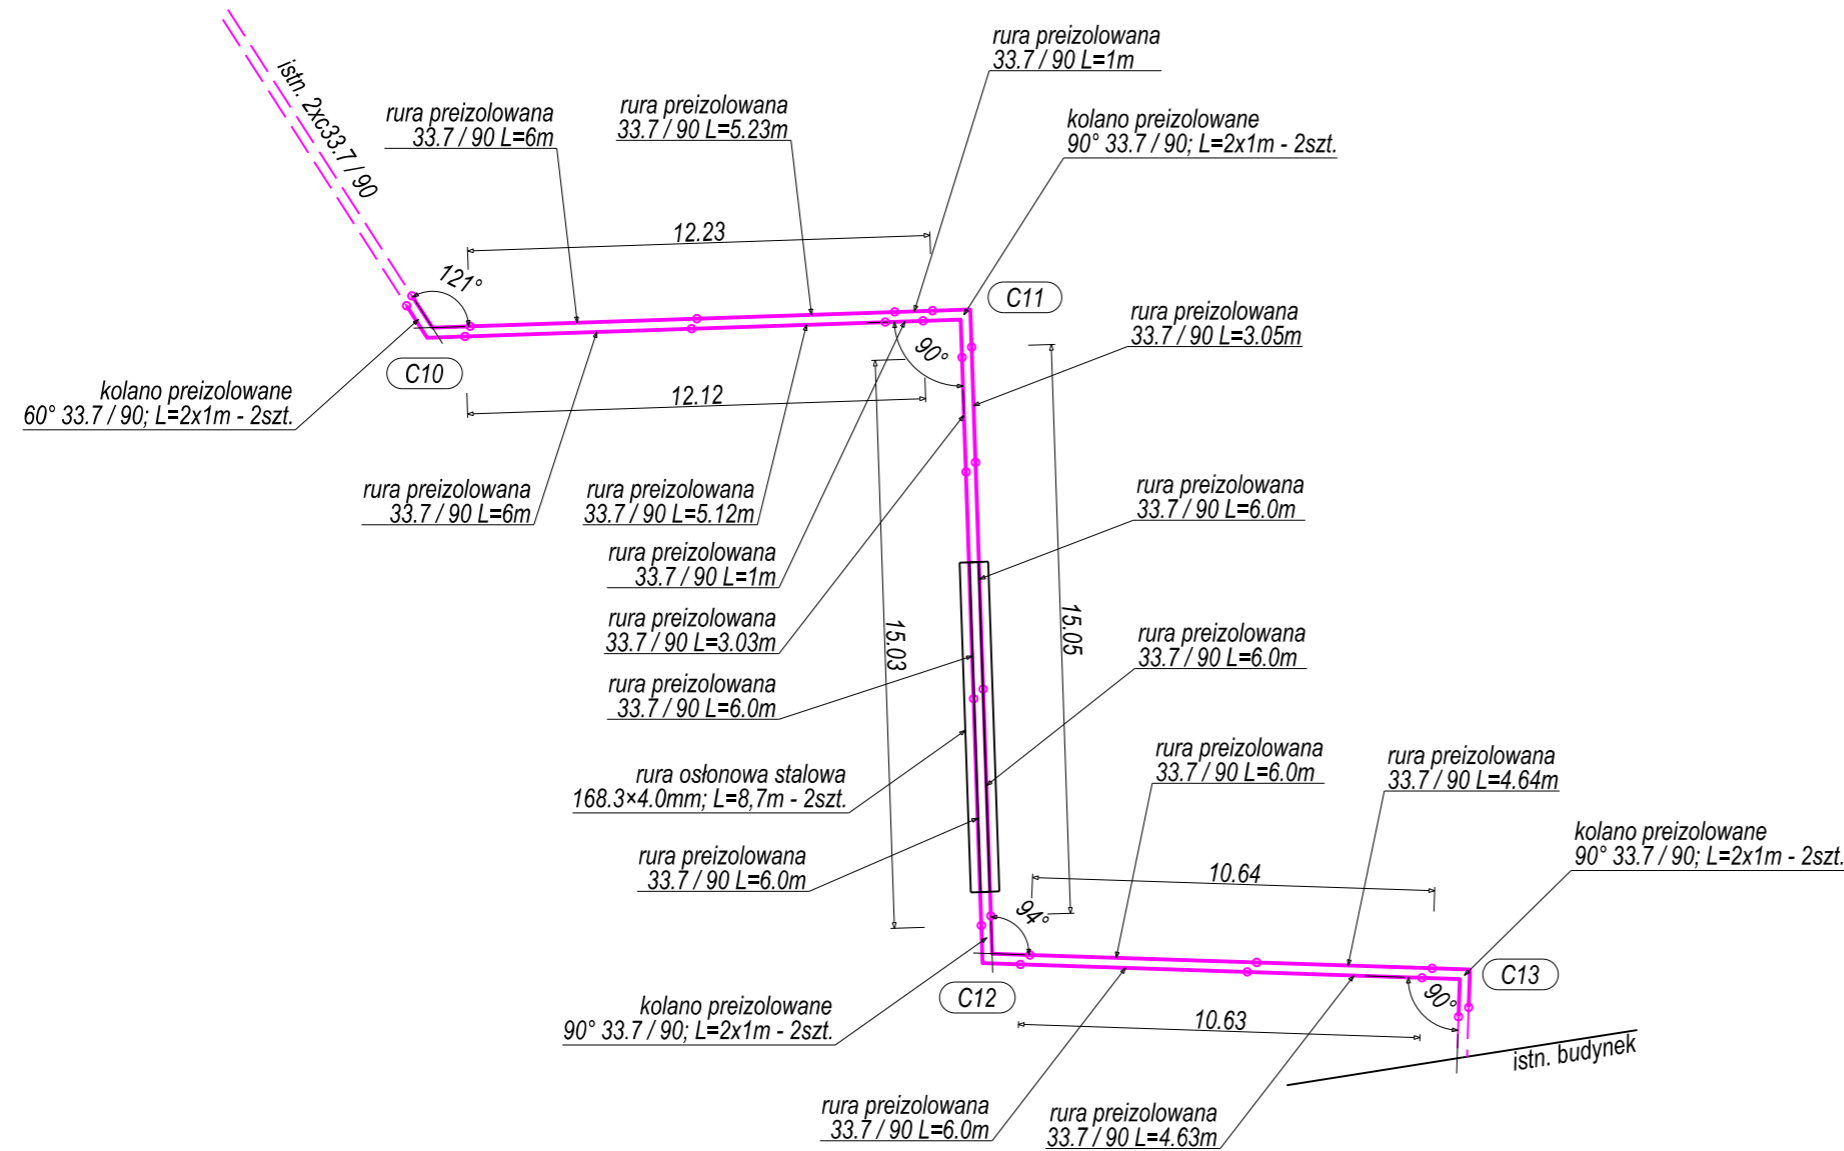 rura preizolowana
33.7 / 90 L=1m
rura preizolowana
33.7 / 90 L=6m
rura preizolowana
33.7 / 90 L=5.23m
kolano preizolowane
90° 33.7 / 90; L=2x1m - 2szt.
istn. 2xc33.7 / 90
12.23
121°
C11
C10
90°
rura preizolowana
33.7 / 90 L=3.05m
kolano preizolowane
60° 33.7 / 90; L=2x1m - 2szt.
12.12
rura preizolowana
33.7 / 90 L=6m
rura preizolowana
33.7 / 90 L=5.12m
rura preizolowana
33.7 / 90 L=6.0m
rura preizolowana
33.7 / 90 L=1m
rura preizolowana
33.7 / 90 L=3.03m
15.03
15.05
rura preizolowana
33.7 / 90 L=6.0m
rura preizolowana
33.7 / 90 L=6.0m
rura osłonowa stalowa
168.3×4.0mm; L=8,7m - 2szt.
rura preizolowana
33.7 / 90 L=6.0m
rura preizolowana
33.7 / 90 L=4.64m
rura preizolowana
33.7 / 90 L=6.0m
kolano preizolowane
90° 33.7 / 90; L=2x1m - 2szt.
10.64
94°
C12
C13
90°
kolano preizolowane
90° 33.7 / 90; L=2x1m - 2szt.
10.63
istn. budynek
rura preizolowana
33.7 / 90 L=6.0m
rura preizolowana
33.7 / 90 L=4.63m